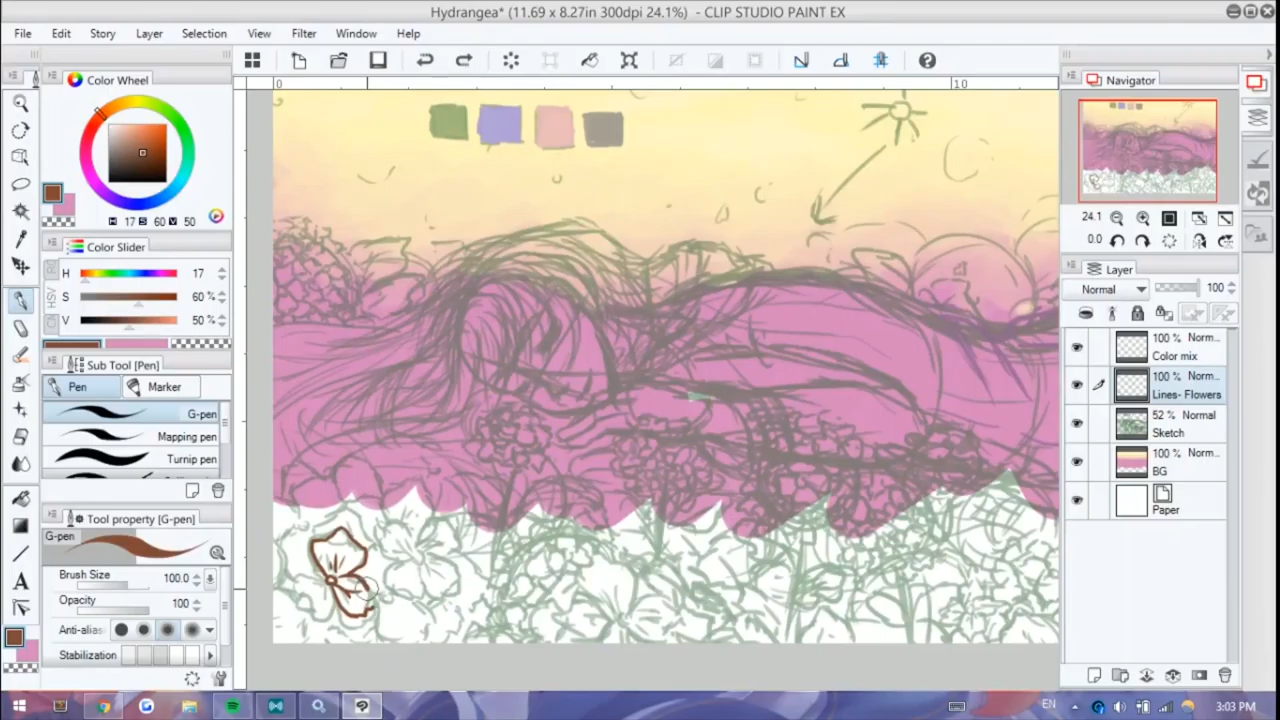 Hydrangea* (11.69 x 8.27in 300dpi 24.1%) - CLIP STUDIO PAINT EX
File Edit Story Layer Selection View Filter Window Help
Color Wheel
H 17 S 60 V 50
Color Slider
H 17
S 60 %
V 50 %
Sub Tool [Pen]
Pen Marker
G-pen
Mapping pen
Turnip pen
Tool property [G-pen]
G-pen
Brush Size 100.0
Opacity 100
Anti-alias
Stabilization
0 10
Navigator
24.1
0.0
Layer
Normal 100
100 % Norm...
Color mix
100 % Norm...
Lines- Flowers
52 % Normal
Sketch
100 % Norm...
BG
Paper
EN 3:03 PM